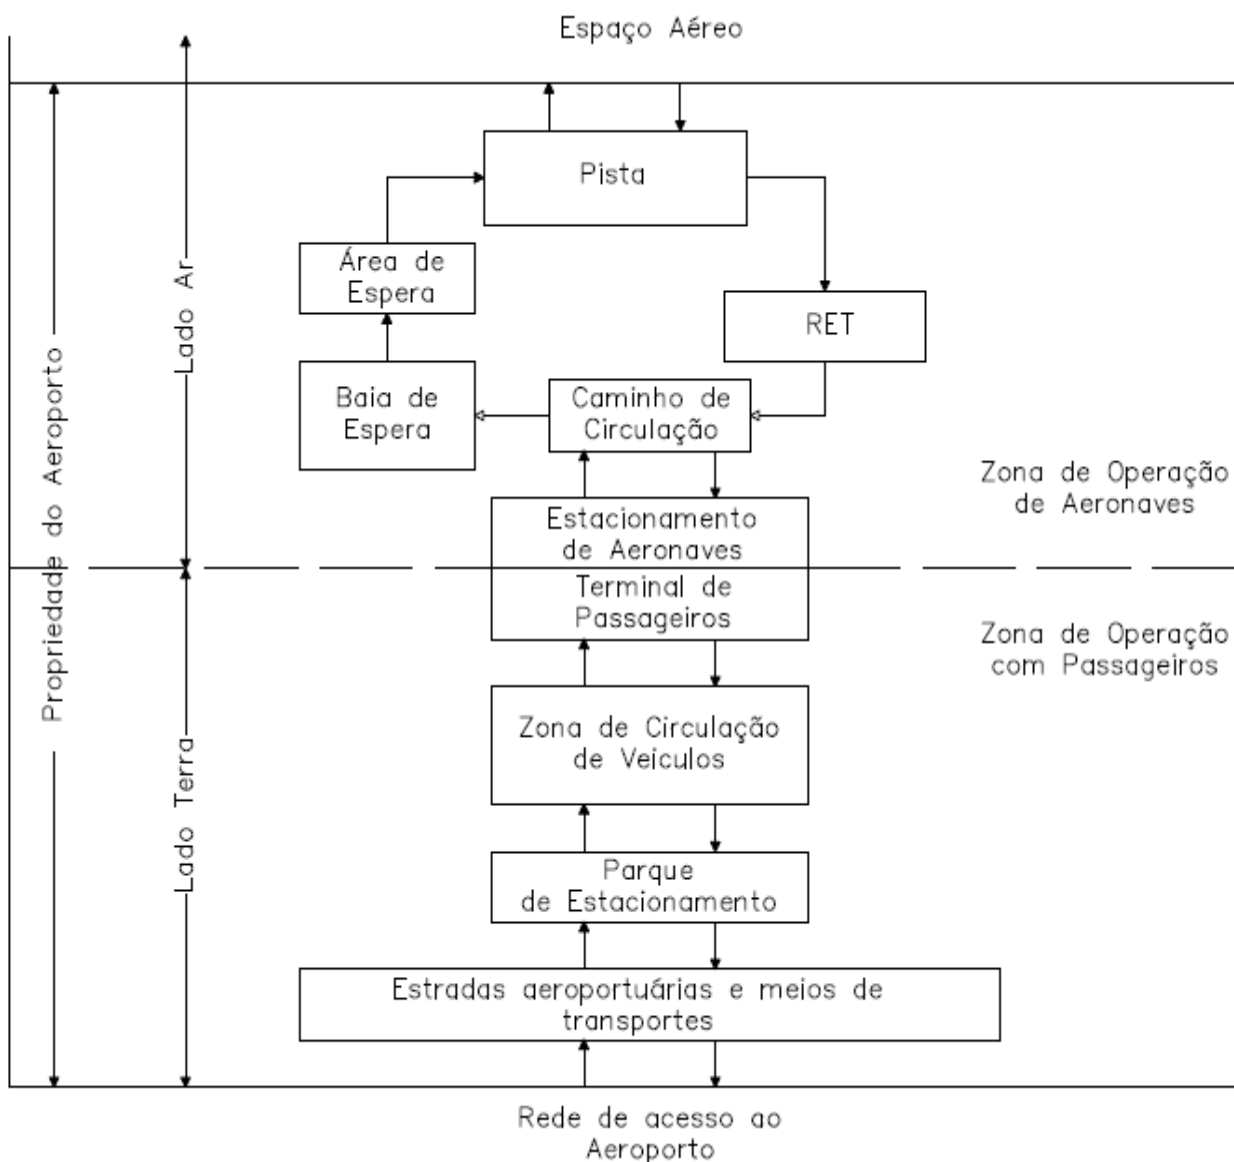 Espaço Aéreo
Pista
Área de
Espera
RET
Baia de
Espera
Caminho de
Circulação
Zona de Operação
de Aeronaves
Estacionamento
de Aeronaves
Terminal de
Passageiros
Zona de Operação
com Passageiros
Zona de Circulação
de Veiculos
Parque
de Estacionamento
Estradas aeroportuárias e meios de
transportes
Rede de acesso ao
Aeroporto
Propriedade do Aeroporto
Lado Ar
Lado Terra